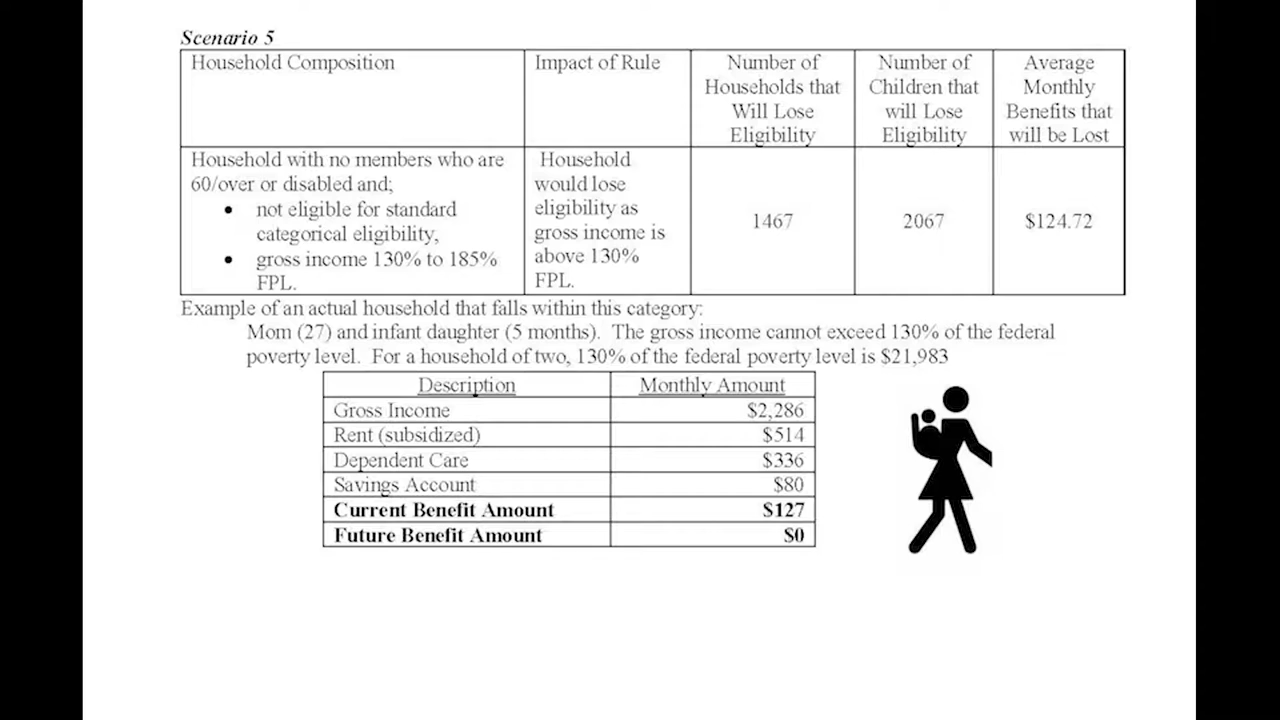 Scenario 5
Household Composition
Impact of Rule
Number of
Households that
Will Lose
Eligibility
Number of
Children that
will Lose
Eligibility
Average
Monthly
Benefits that
will be Lost
Household with no members who are
60/over or disabled and;
• not eligible for standard
categorical eligibility,
• gross income 130% to 185%
FPL.
Household
would lose
eligibility as
gross income is
above 130%
FPL.
1467
2067
$124.72
Example of an actual household that falls within this category:
Mom (27) and infant daughter (5 months). The gross income cannot exceed 130% of the federal
poverty level. For a household of two, 130% of the federal poverty level is $21,983
Description Monthly Amount
Gross Income $2,286
Rent (subsidized) $514
Dependent Care $336
Savings Account $80
Current Benefit Amount $127
Future Benefit Amount $0